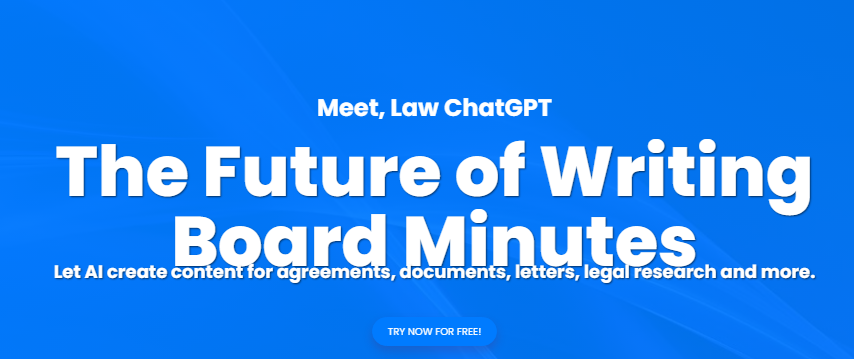 Meet, Law ChatGPT
The Future of Writing
Board Minutes
Let AI create content for agreements, documents, letters, legal research and more.
TRY NOW FOR FREE!